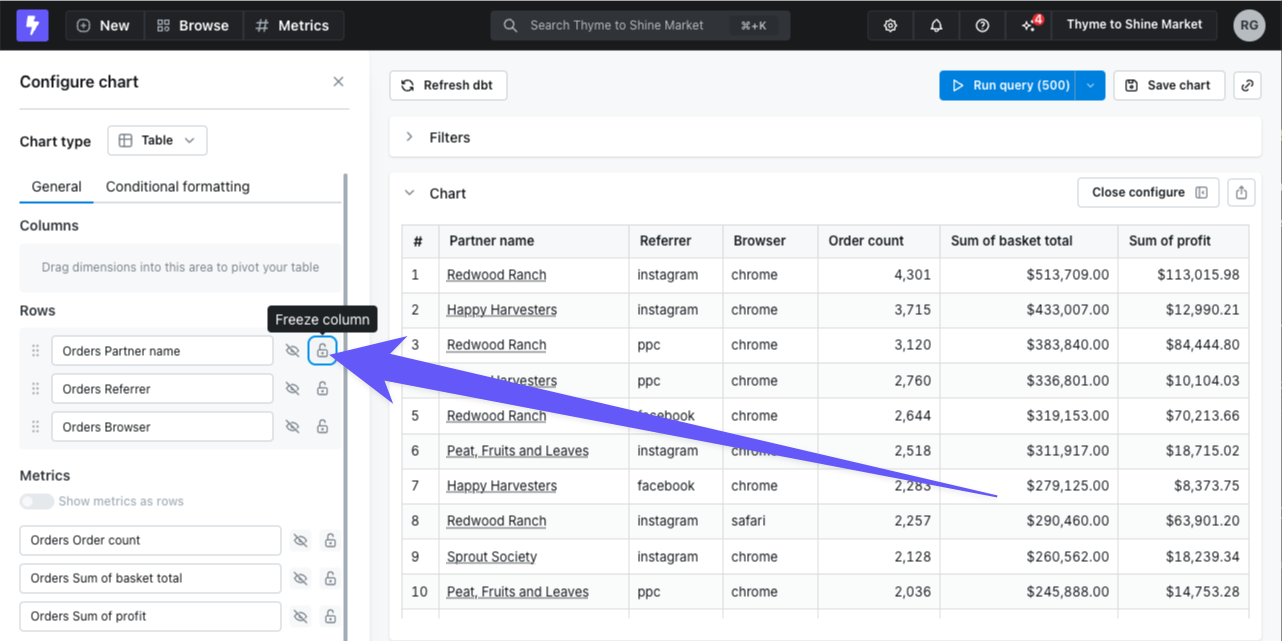 New Browse # Metrics Search Thyme to Shine Market ⌘+K 4 Thyme to Shine Market RG
Configure chart
Refresh dbt Run query (500) Save chart
Chart type Table
Filters
General Conditional formatting
Chart Close configure
Columns
Drag dimensions into this area to pivot your table
Rows
Freeze column
Orders Partner name
Orders Referrer
Orders Browser
Metrics
Show metrics as rows
Orders Order count
Orders Sum of basket total
Orders Sum of profit
# Partner name Referrer Browser Order count Sum of basket total Sum of profit
1 Redwood Ranch instagram chrome 4,301 $513,709.00 $113,015.98
2 Happy Harvesters instagram chrome 3,715 $433,007.00 $12,990.21
3 Redwood Ranch ppc chrome 3,120 $383,840.00 $84,444.80
Harvesters ppc chrome 2,760 $336,801.00 $10,104.03
5 Redwood Ranch facebook chrome 2,644 $319,153.00 $70,213.66
6 Peat, Fruits and Leaves instagram chrome 2,518 $311,917.00 $18,715.02
7 Happy Harvesters facebook chrome 2,283 $279,125.00 $8,373.75
8 Redwood Ranch instagram safari 2,257 $290,460.00 $63,901.20
9 Sprout Society instagram chrome 2,128 $260,562.00 $18,239.34
10 Peat, Fruits and Leaves ppc chrome 2,036 $245,888.00 $14,753.28